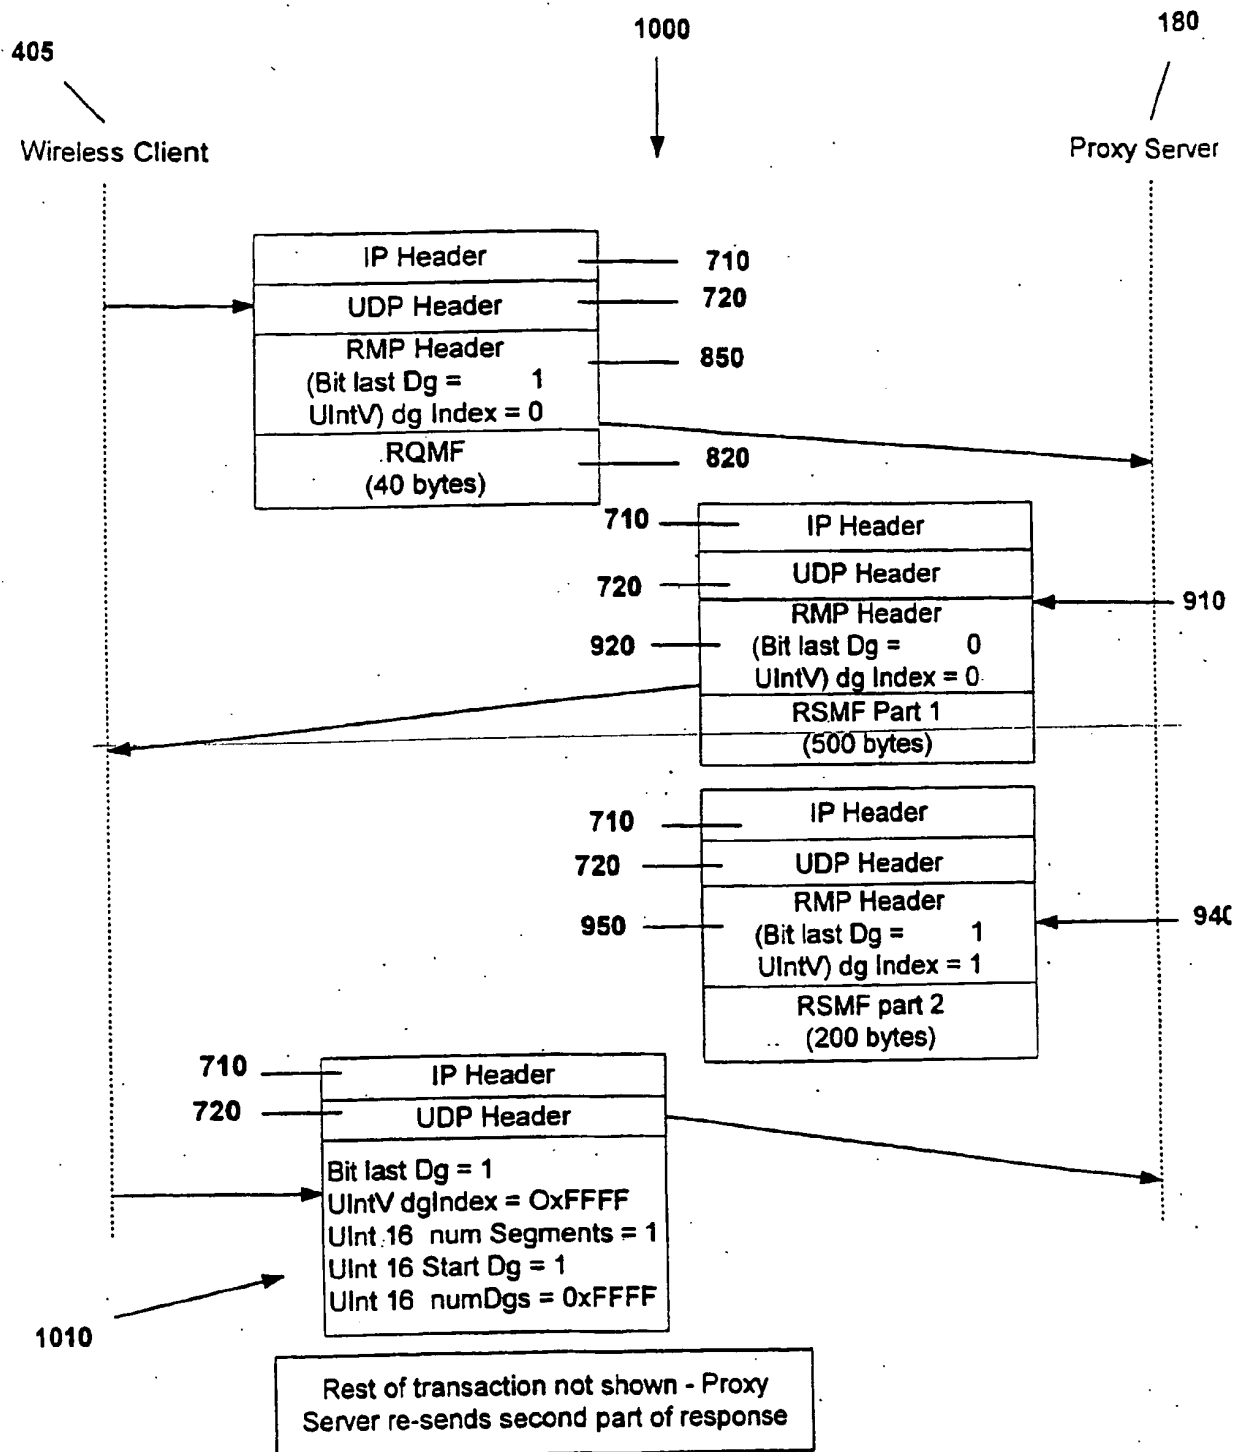 1000
180
405
Wireless Client
Proxy Server
IP Header
710
UDP Header
720
RMP Header
850
(Bit last Dg = 1
UIntV) dg Index = 0
RQMF
820
(40 bytes)
710
IP Header
720
UDP Header
910
RMP Header
920
(Bit last Dg = 0
UIntV) dg Index = 0
RSMF Part 1
(500 bytes)
710
IP Header
720
UDP Header
RMP Header
950
940
(Bit last Dg = 1
UIntV) dg Index = 1
RSMF part 2
(200 bytes)
710
IP Header
720
UDP Header
Bit last Dg = 1
UIntV dgIndex = OxFFFF
UInt 16 num Segments = 1
UInt 16 Start Dg = 1
UInt 16 numDgs = 0xFFFF
1010
Rest of transaction not shown - Proxy
Server re-sends second part of response